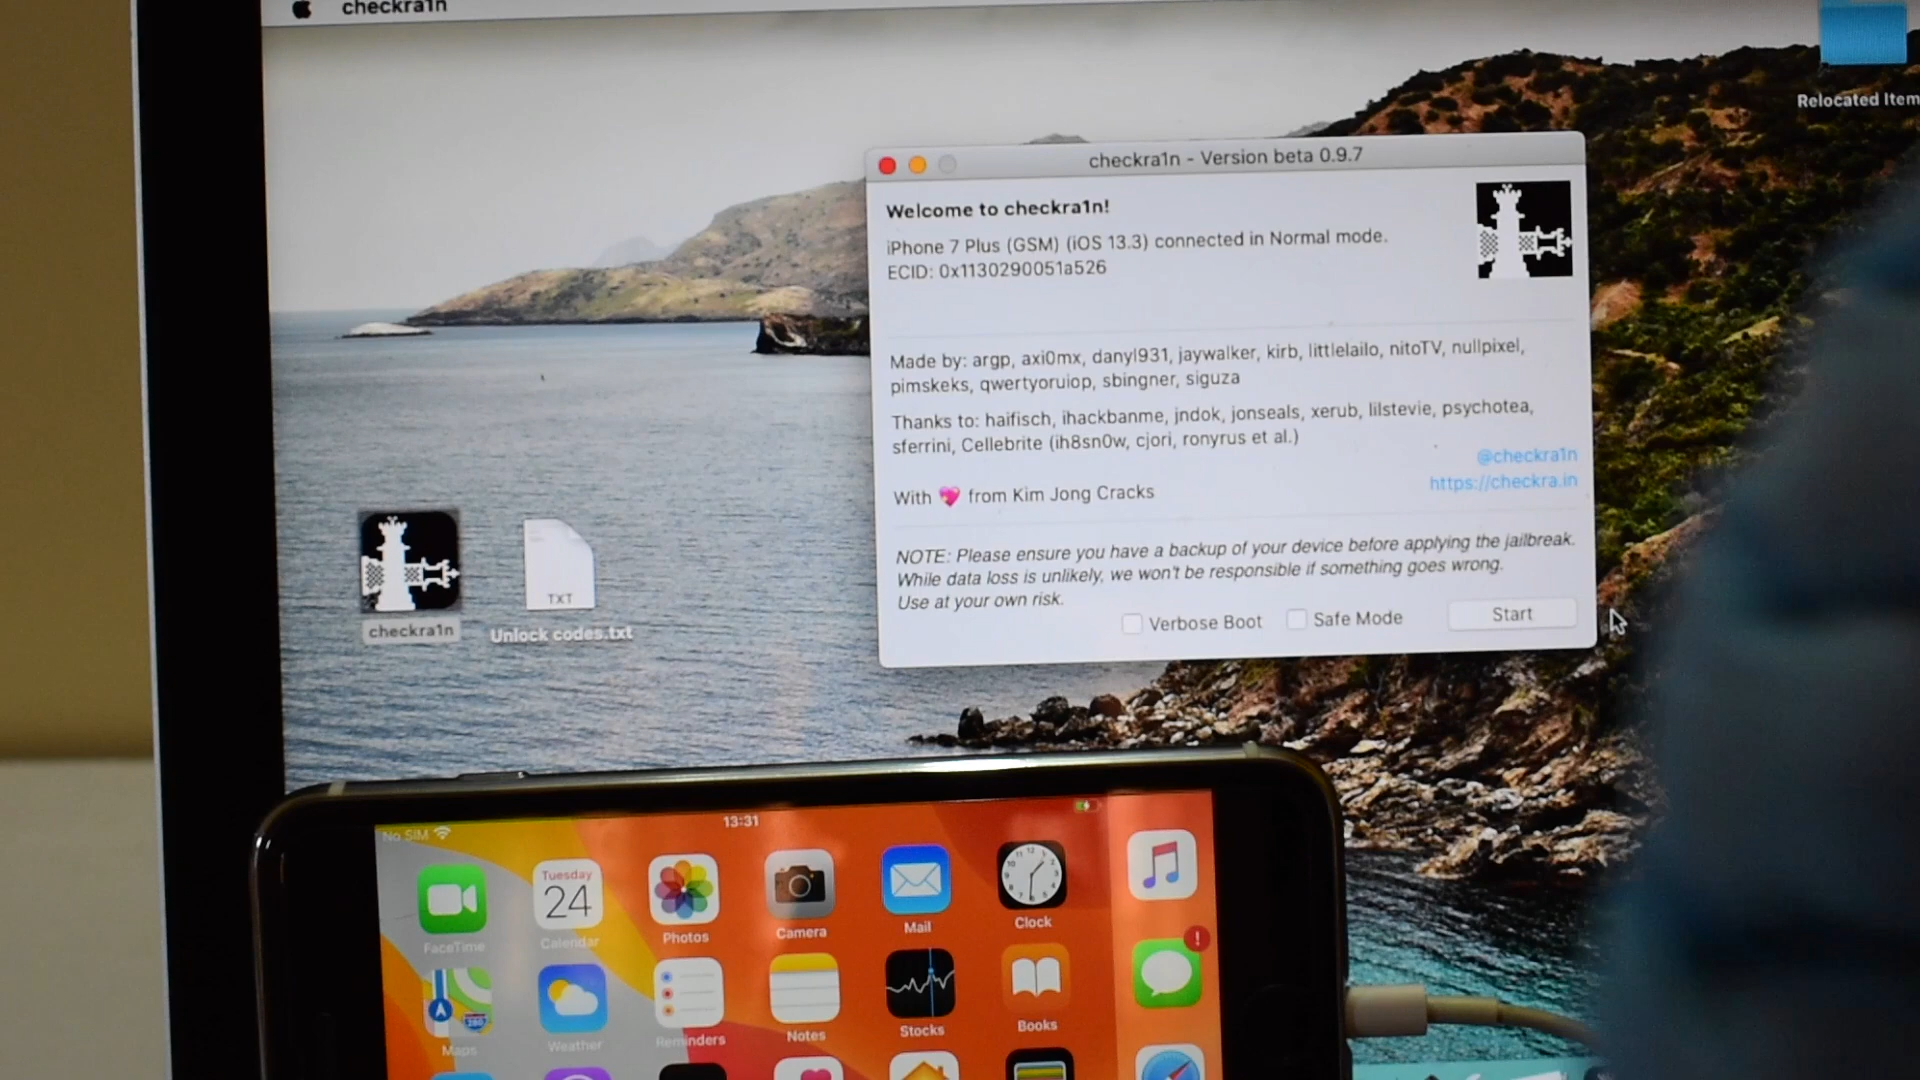 checkra1n
Relocated Item
checkra1n - Version beta 0.9.7
Welcome to checkra1n!
iPhone 7 Plus (GSM) (iOS 13.3) connected in Normal mode.
ECID: 0x1130290051a526
Made by: argp, axi0mx, danyl931, jaywalker, kirb, littlelailo, nitoTV, nullpixel,
pimskeks, qwertyoruiop, sbingner, siguza
Thanks to: haifisch, ihackbanme, jndok, jonseals, xerub, lilstevie, psychotea,
sferrini, Cellebrite (ih8sn0w, cjori, ronyrus et al.)
@checkra1n
https://checkra.in
With 💖 from Kim Jong Cracks
NOTE: Please ensure you have a backup of your device before applying the jailbreak.
While data loss is unlikely, we won't be responsible if something goes wrong.
Use at your own risk.
Verbose Boot
Safe Mode
Start
TXT
checkra1n
Unlock codes.txt
No SIM
13:31
Tuesday
24
FaceTime
Calendar
Photos
Camera
Mail
Clock
280
Maps
Weather
Reminders
Notes
Stocks
Books